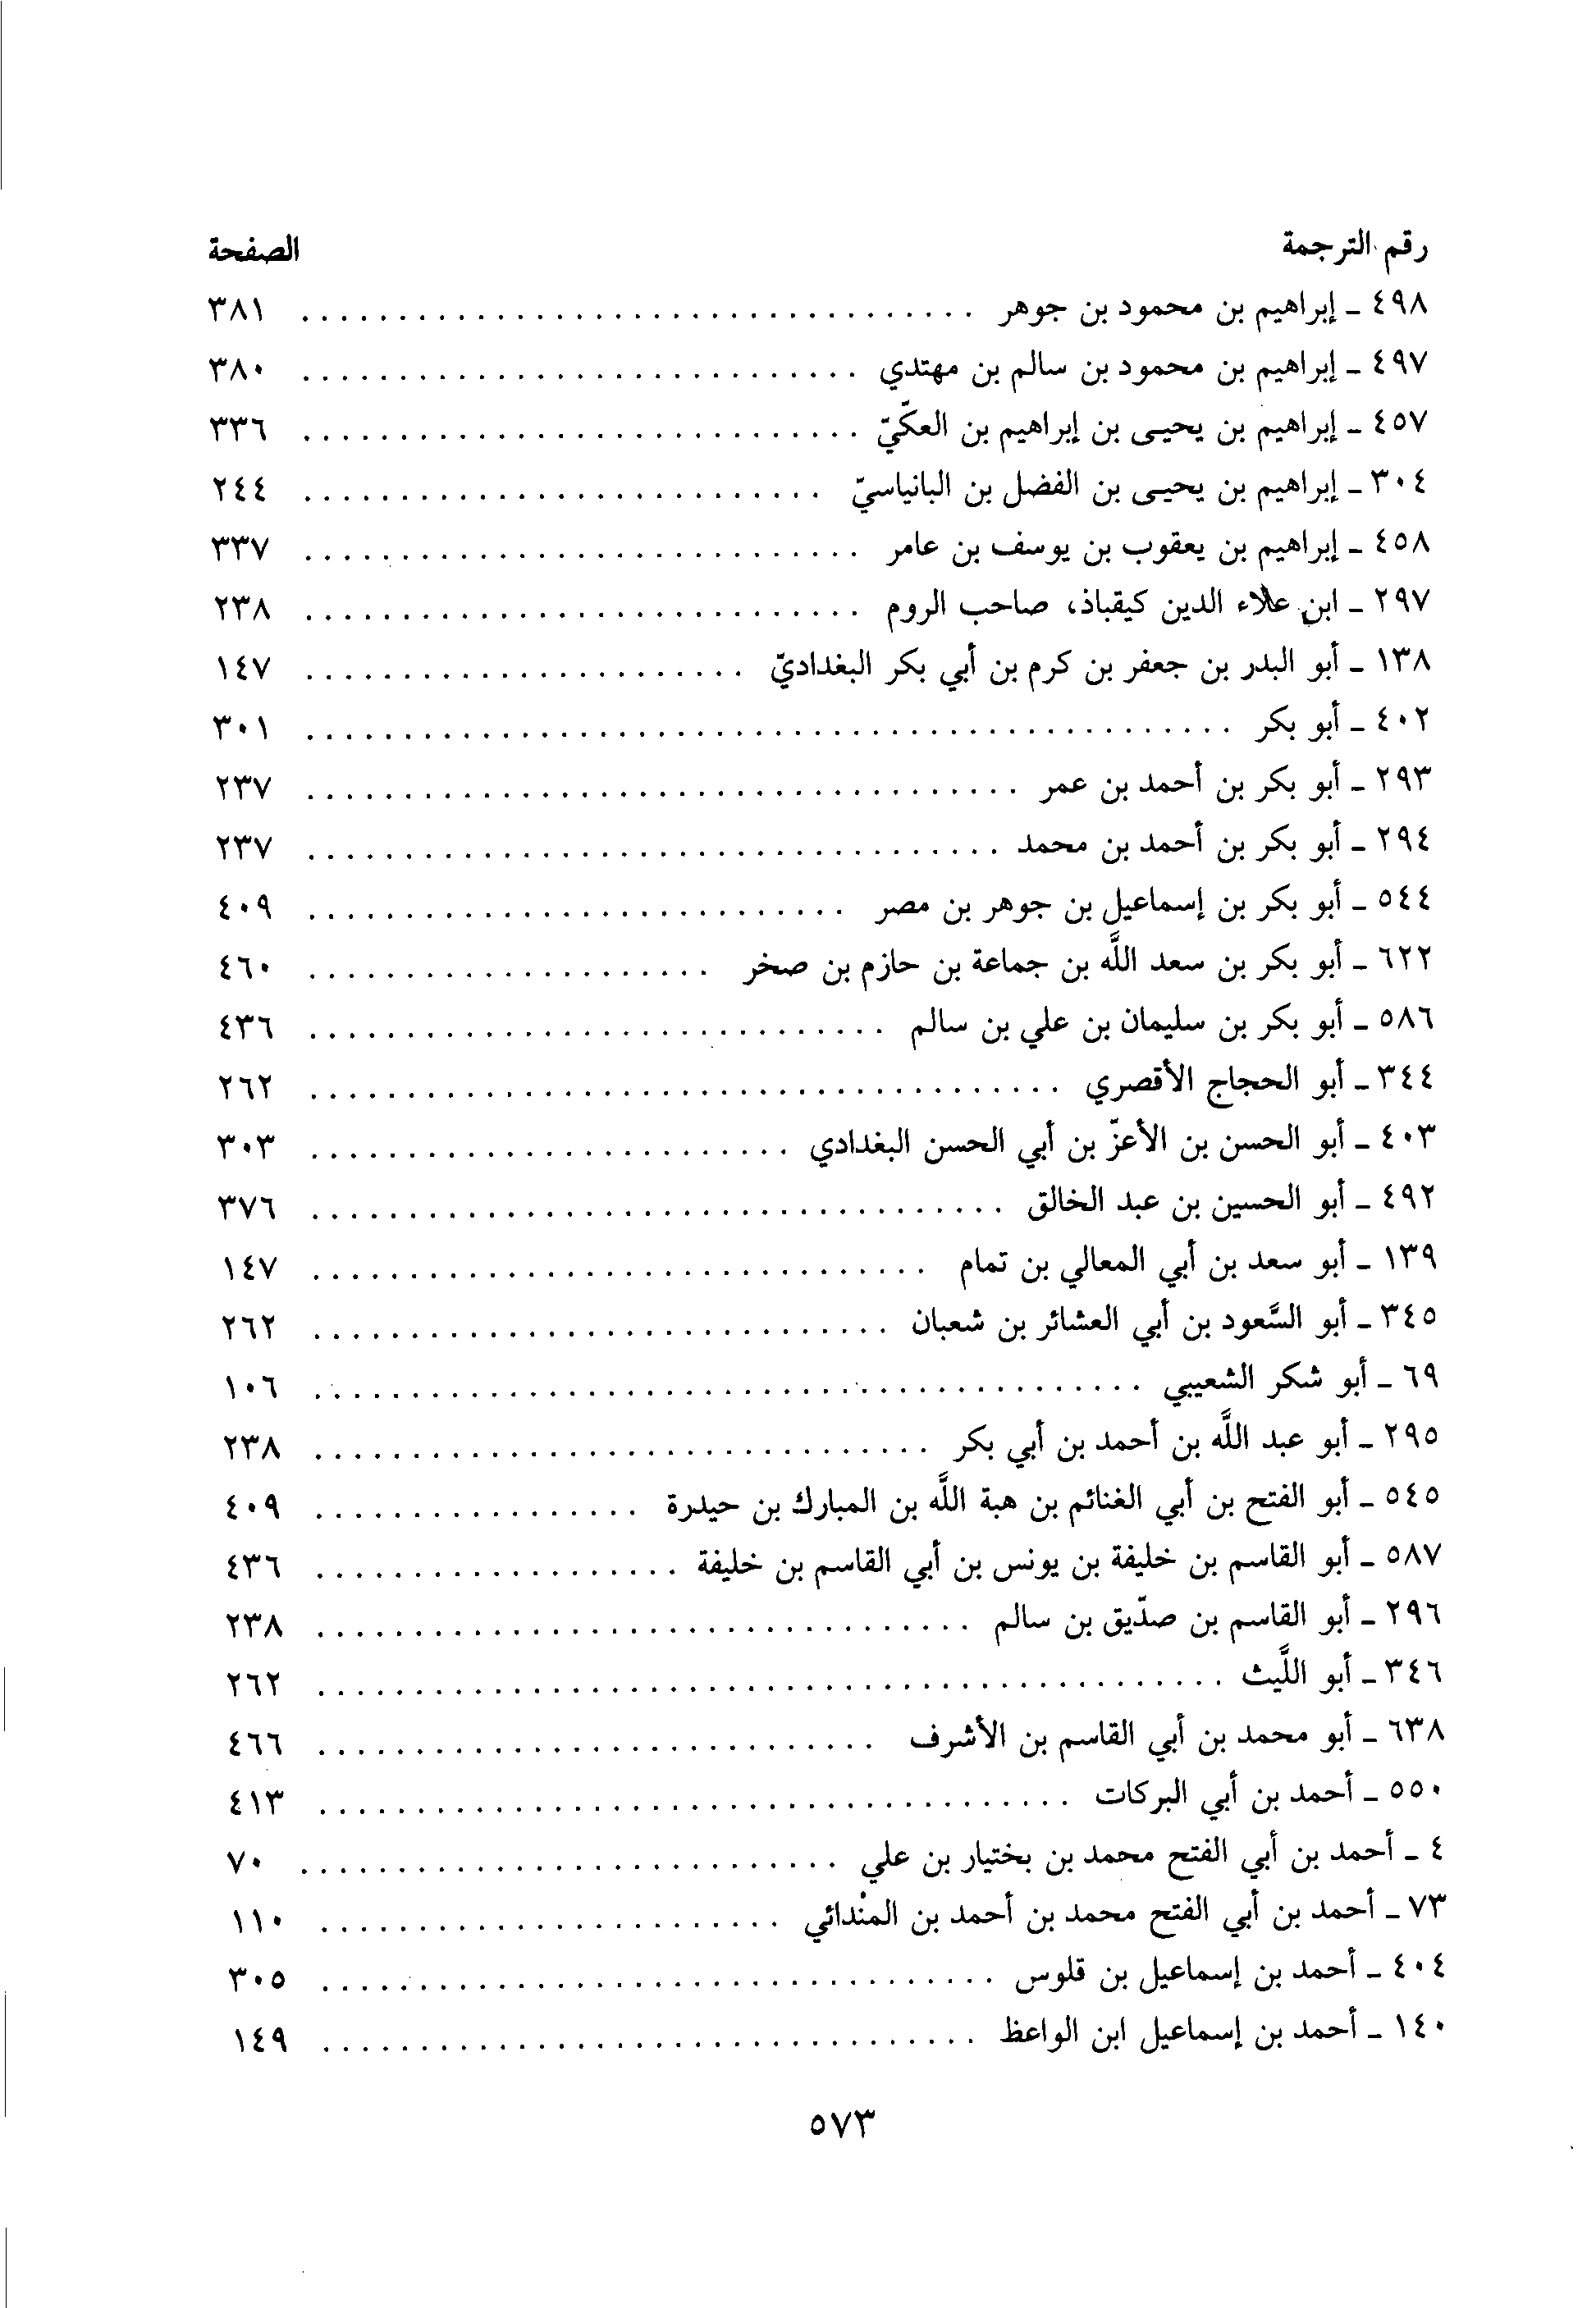 رقم الترجمة الصفحة
٤٩٨ - إبراهيم بن محمود بن جوهر . . . . . . . . . . ٣٨١
٤٩٧ - إبراهيم بن محمود بن سالم بن مهتدي . . . . . . . . . . ٣٨٠
٤٥٧ - إبراهيم بن يحيى بن إبراهيم بن العكّيّ . . . . . . . . . . ٣٣٦
٣٠٤ - إبراهيم بن يحيى بن الفضل بن البانياسيّ . . . . . . . . . . ٢٤٤
٤٥٨ - إبراهيم بن يعقوب بن يوسف بن عامر . . . . . . . . . . ٣٣٧
٢٩٧ - ابن علاء الدين كيقباذ، صاحب الروم . . . . . . . . . . ٢٣٨
١٣٨ - أبو البدر بن جعفر بن كرم بن أبي بكر البغداديّ . . . . . . . . . . ١٤٧
٤٠٢ - أبو بكر . . . . . . . . . . ٣٠١
٢٩٣ - أبو بكر بن أحمد بن عمر . . . . . . . . . . ٢٣٧
٢٩٤ - أبو بكر بن أحمد بن محمد . . . . . . . . . . ٢٣٧
٥٤٤ - أبو بكر بن إسماعيل بن جوهر بن مصر . . . . . . . . . . ٤٠٩
٦٢٢ - أبو بكر بن سعد اللَّه بن جماعة بن حازم بن صخر . . . . . . . . . . ٤٦٠
٥٨٦ - أبو بكر بن سليمان بن علي بن سالم . . . . . . . . . . ٤٣٦
٣٤٤ - أبو الحجاج الأقصري . . . . . . . . . . ٢٦٢
٤٠٣ - أبو الحسن بن الأعزّ بن أبي الحسن البغدادي . . . . . . . . . . ٣٠٣
٤٩٢ - أبو الحسين بن عبد الخالق . . . . . . . . . . ٣٧٦
١٣٩ - أبو سعد بن أبي المعالي بن تمام . . . . . . . . . . ١٤٧
٣٤٥ - أبو السَّعود بن أبي العشائر بن شعبان . . . . . . . . . . ٢٦٢
٦٩ - أبو شكر الشعيبي . . . . . . . . . . ١٠٦
٢٩٥ - أبو عبد اللَّه بن أحمد بن أبي بكر . . . . . . . . . . ٢٣٨
٥٤٥ - أبو الفتح بن أبي الغنائم بن هبة اللَّه بن المبارك بن حيدرة . . . . . . . . . . ٤٠٩
٥٨٧ - أبو القاسم بن خليفة بن يونس بن أبي القاسم بن خليفة . . . . . . . . . . ٤٣٦
٢٩٦ - أبو القاسم بن صدّيق بن سالم . . . . . . . . . . ٢٣٨
٣٤٦ - أبو اللَّيث . . . . . . . . . . ٢٦٢
٦٣٨ - أبو محمد بن أبي القاسم بن الأشرف . . . . . . . . . . ٤٦٦
٥٥٠ - أحمد بن أبي البركات . . . . . . . . . . ٤١٣
٤ - أحمد بن أبي الفتح محمد بن بختيار بن علي . . . . . . . . . . ٧٠
٧٣ - أحمد بن أبي الفتح محمد بن أحمد بن المنْدائي . . . . . . . . . . ١١٠
٤٠٤ - أحمد بن إسماعيل بن قلوس . . . . . . . . . . ٣٠٥
١٤٠ - أحمد بن إسماعيل ابن الواعظ . . . . . . . . . . ١٤٩
٥٧٣